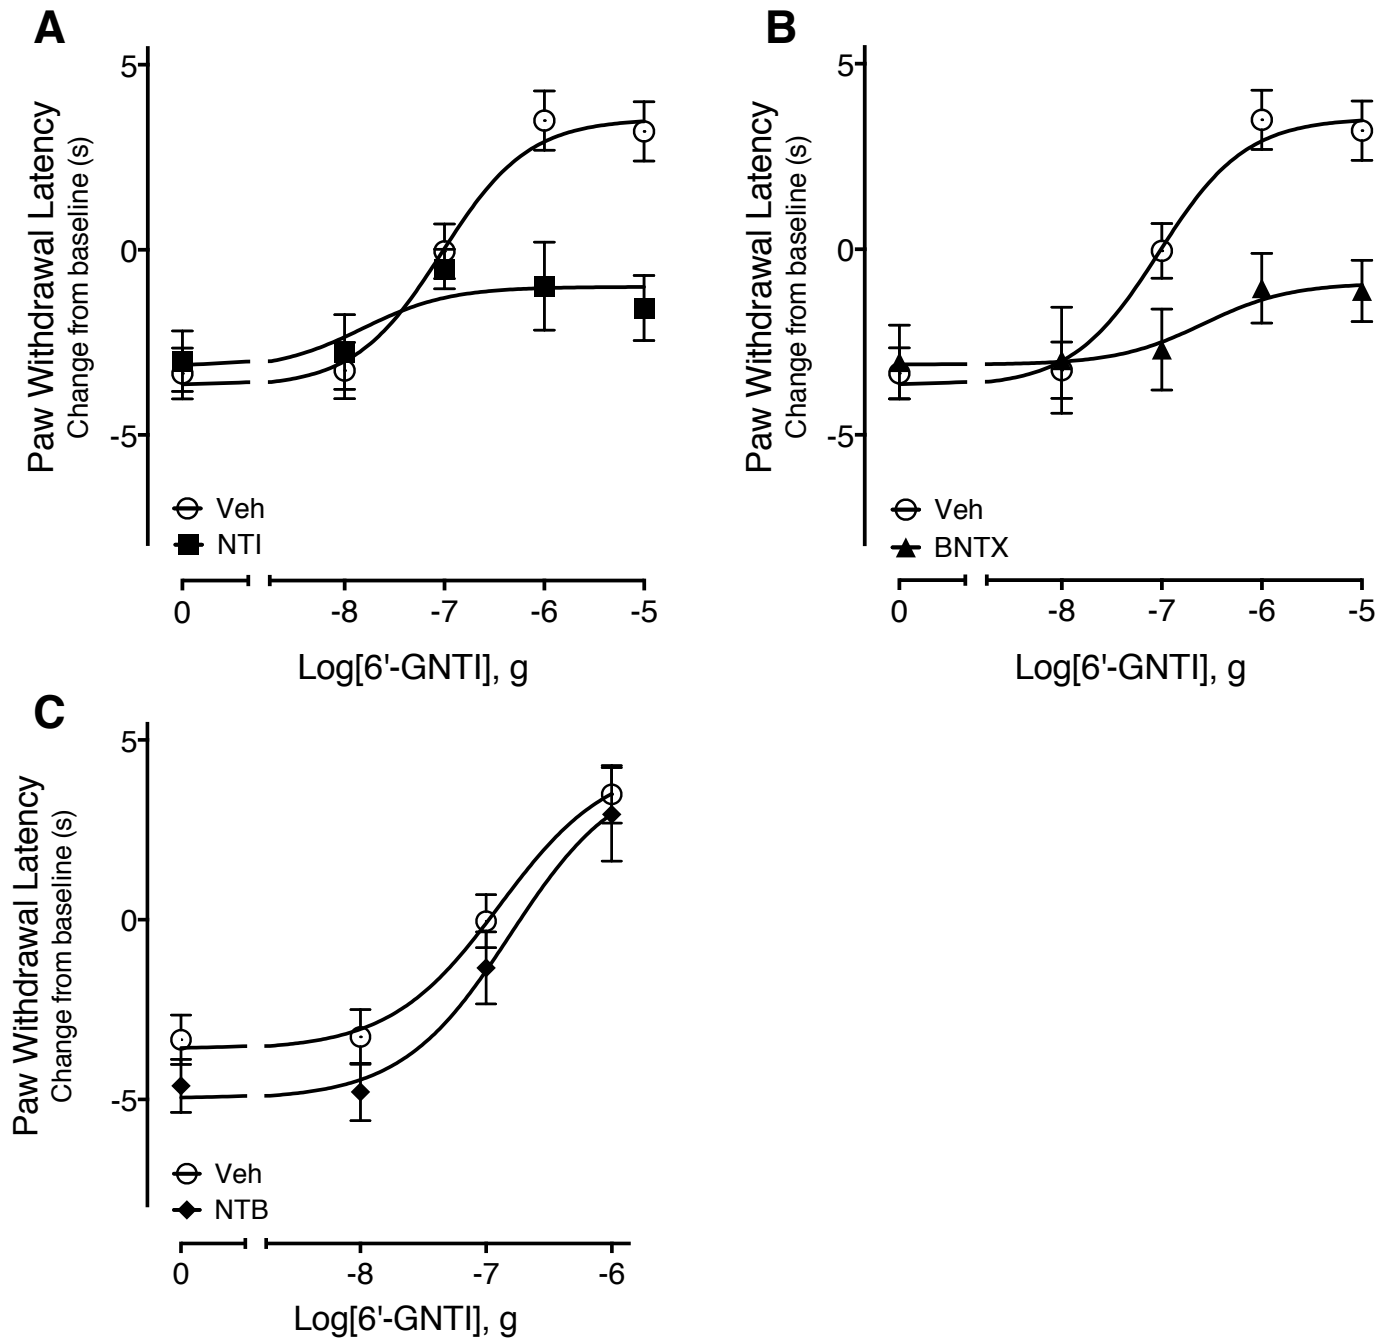 A
Paw Withdrawal Latency
Change from baseline (s)
5
0
-5
Veh
NTI
0 -8 -7 -6 -5
Log[6'-GNTI], g
B
Paw Withdrawal Latency
Change from baseline (s)
5
0
-5
Veh
BNTX
0 -8 -7 -6 -5
Log[6'-GNTI], g
C
Paw Withdrawal Latency
Change from baseline (s)
5
0
-5
Veh
NTB
0 -8 -7 -6
Log[6'-GNTI], g